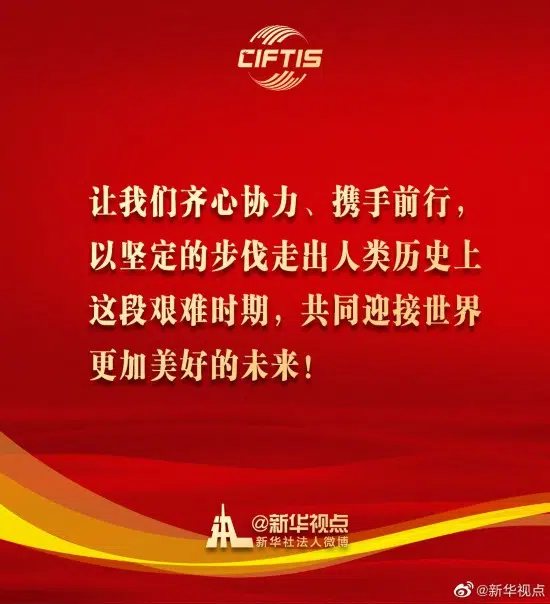 CIFTIS
让我们齐心协力、携手前行，
以坚定的步伐走出人类历史上
这段艰难时期，共同迎接世界
更加美好的未来！
@新华视点
新华社法人微博
@新华视点